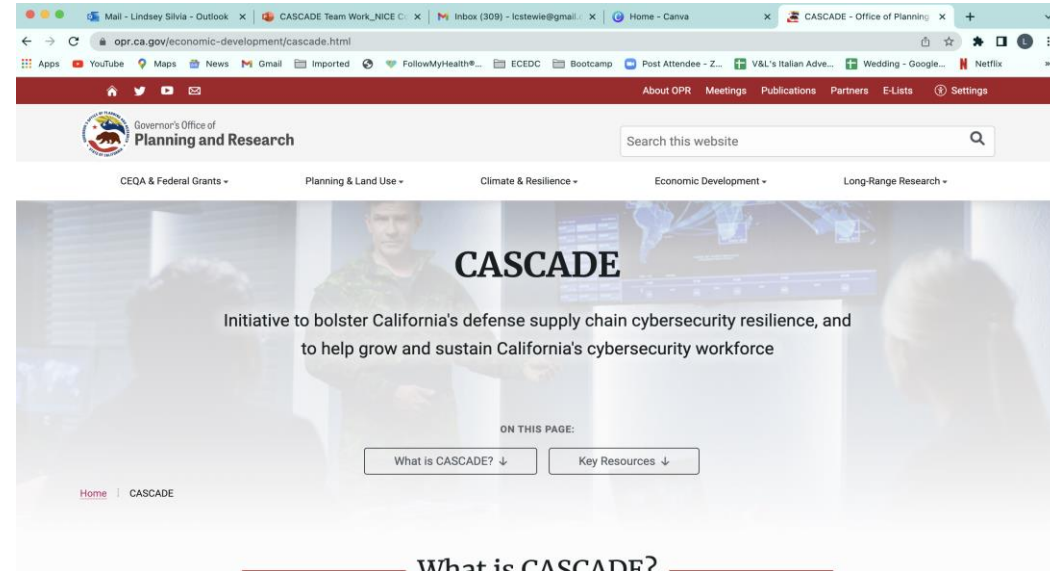 Mail - Lindsey Silvia - Outlook
CASCADE Team Work_NICE C
Inbox (309) - lcstewie@gmail.c
Home - Canva
CASCADE - Office of Planning
opr.ca.gov/economic-development/cascade.html
L
Apps YouTube Maps News Gmail Imported FollowMyHealth®... ECEDC Bootcamp Post Attendee - Z... V&L's Italian Adve... Wedding - Google... Netflix »
About OPR Meetings Publications Partners E-Lists Settings
Governor's Office of
Planning and Research
Search this website
CEQA & Federal Grants Planning & Land Use Climate & Resilience Economic Development Long-Range Research
CASCADE
Initiative to bolster California's defense supply chain cybersecurity resilience, and
to help grow and sustain California's cybersecurity workforce
ON THIS PAGE:
What is CASCADE? ↓ Key Resources ↓
Home CASCADE
What is CASCADE?